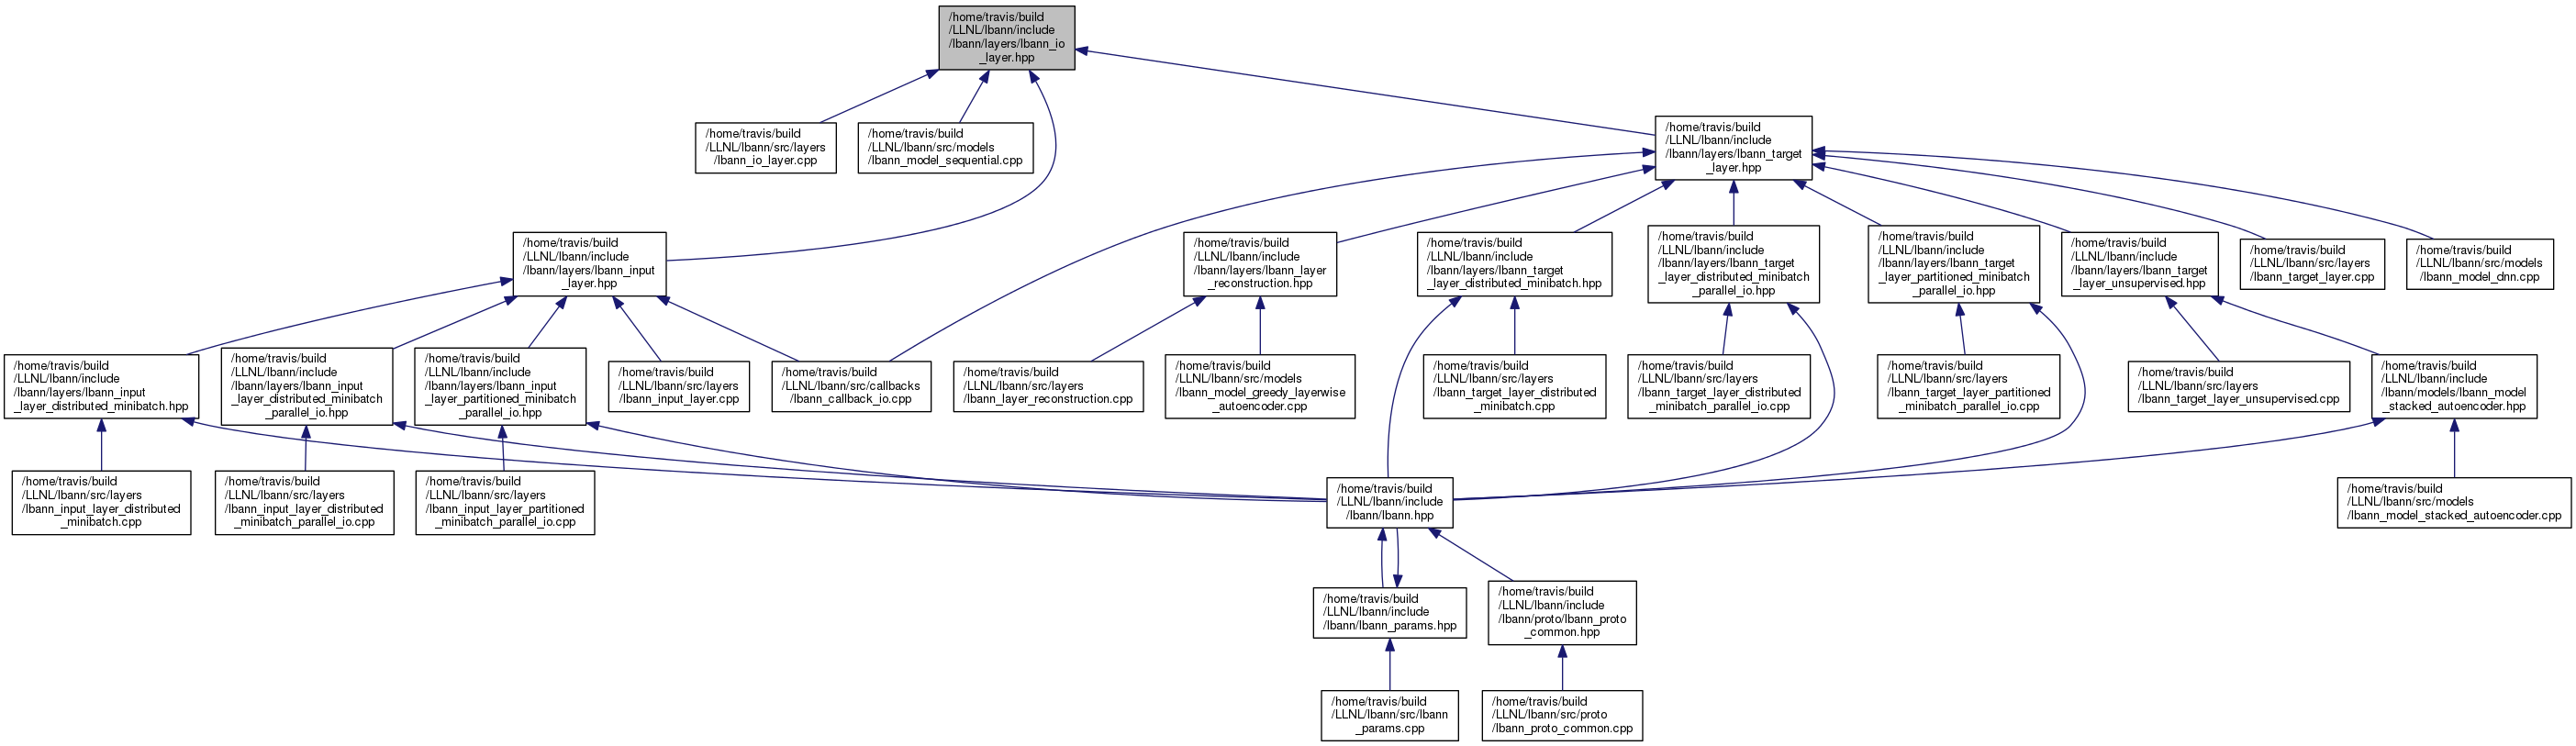 /home/travis/build
/LLNL/lbann/include
/lbann/layers/lbann_io
_layer.hpp
/home/travis/build
/LLNL/lbann/src/layers
/lbann_io_layer.cpp
/home/travis/build
/LLNL/lbann/src/models
/lbann_model_sequential.cpp
/home/travis/build
/LLNL/lbann/include
/lbann/layers/lbann_target
_layer.hpp
/home/travis/build
/LLNL/lbann/include
/lbann/layers/lbann_input
_layer.hpp
/home/travis/build
/LLNL/lbann/include
/lbann/layers/lbann_layer
_reconstruction.hpp
/home/travis/build
/LLNL/lbann/include
/lbann/layers/lbann_target
_layer_distributed_minibatch.hpp
/home/travis/build
/LLNL/lbann/include
/lbann/layers/lbann_target
_layer_distributed_minibatch
_parallel_io.hpp
/home/travis/build
/LLNL/lbann/include
/lbann/layers/lbann_target
_layer_partitioned_minibatch
_parallel_io.hpp
/home/travis/build
/LLNL/lbann/include
/lbann/layers/lbann_target
_layer_unsupervised.hpp
/home/travis/build
/LLNL/lbann/src/layers
/lbann_target_layer.cpp
/home/travis/build
/LLNL/lbann/src/models
/lbann_model_dnn.cpp
/home/travis/build
/LLNL/lbann/include
/lbann/layers/lbann_input
_layer_distributed_minibatch.hpp
/home/travis/build
/LLNL/lbann/include
/lbann/layers/lbann_input
_layer_distributed_minibatch
_parallel_io.hpp
/home/travis/build
/LLNL/lbann/include
/lbann/layers/lbann_input
_layer_partitioned_minibatch
_parallel_io.hpp
/home/travis/build
/LLNL/lbann/src/layers
/lbann_input_layer.cpp
/home/travis/build
/LLNL/lbann/src/callbacks
/lbann_callback_io.cpp
/home/travis/build
/LLNL/lbann/src/layers
/lbann_layer_reconstruction.cpp
/home/travis/build
/LLNL/lbann/src/models
/lbann_model_greedy_layerwise
_autoencoder.cpp
/home/travis/build
/LLNL/lbann/src/layers
/lbann_target_layer_distributed
_minibatch.cpp
/home/travis/build
/LLNL/lbann/src/layers
/lbann_target_layer_distributed
_minibatch_parallel_io.cpp
/home/travis/build
/LLNL/lbann/src/layers
/lbann_target_layer_partitioned
_minibatch_parallel_io.cpp
/home/travis/build
/LLNL/lbann/src/layers
/lbann_target_layer_unsupervised.cpp
/home/travis/build
/LLNL/lbann/include
/lbann/models/lbann_model
_stacked_autoencoder.hpp
/home/travis/build
/LLNL/lbann/src/layers
/lbann_input_layer_distributed
_minibatch.cpp
/home/travis/build
/LLNL/lbann/src/layers
/lbann_input_layer_distributed
_minibatch_parallel_io.cpp
/home/travis/build
/LLNL/lbann/src/layers
/lbann_input_layer_partitioned
_minibatch_parallel_io.cpp
/home/travis/build
/LLNL/lbann/include
/lbann/lbann.hpp
/home/travis/build
/LLNL/lbann/src/models
/lbann_model_stacked_autoencoder.cpp
/home/travis/build
/LLNL/lbann/include
/lbann/lbann_params.hpp
/home/travis/build
/LLNL/lbann/include
/lbann/proto/lbann_proto
_common.hpp
/home/travis/build
/LLNL/lbann/src/lbann
_params.cpp
/home/travis/build
/LLNL/lbann/src/proto
/lbann_proto_common.cpp